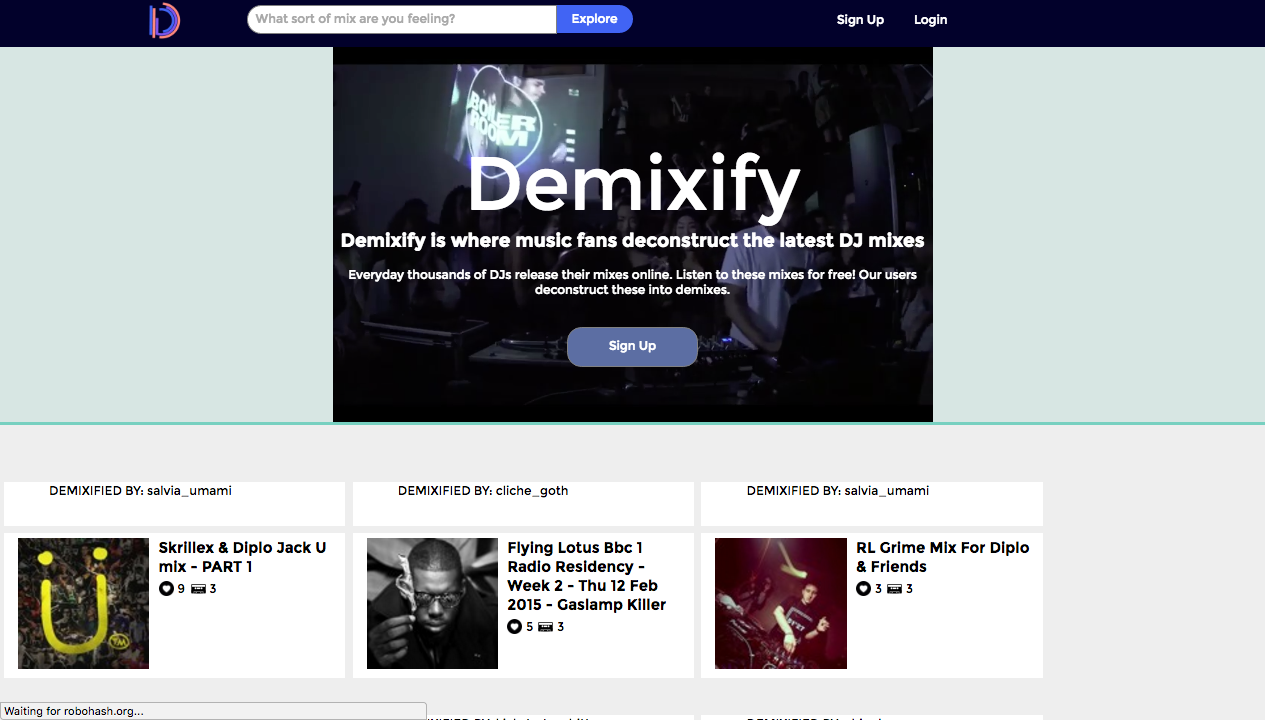 What sort of mix are you feeling?
Explore
Sign Up
Login
BOILER
ROOM
Demixify
Demixify is where music fans deconstruct the latest DJ mixes
Everyday thousands of DJs release their mixes online. Listen to these mixes for free! Our users
deconstruct these into demixes.
Sign Up
DEMIXIFIED BY: salvia_umami
DEMIXIFIED BY: cliche_goth
DEMIXIFIED BY: salvia_umami
Skrillex & Diplo Jack U
mix - PART 1
9 3
Ü
TM
Flying Lotus Bbc 1
Radio Residency -
Week 2 - Thu 12 Feb
2015 - Gaslamp Killer
5 3
RL Grime Mix For Diplo
& Friends
3 3
Waiting for robohash.org...